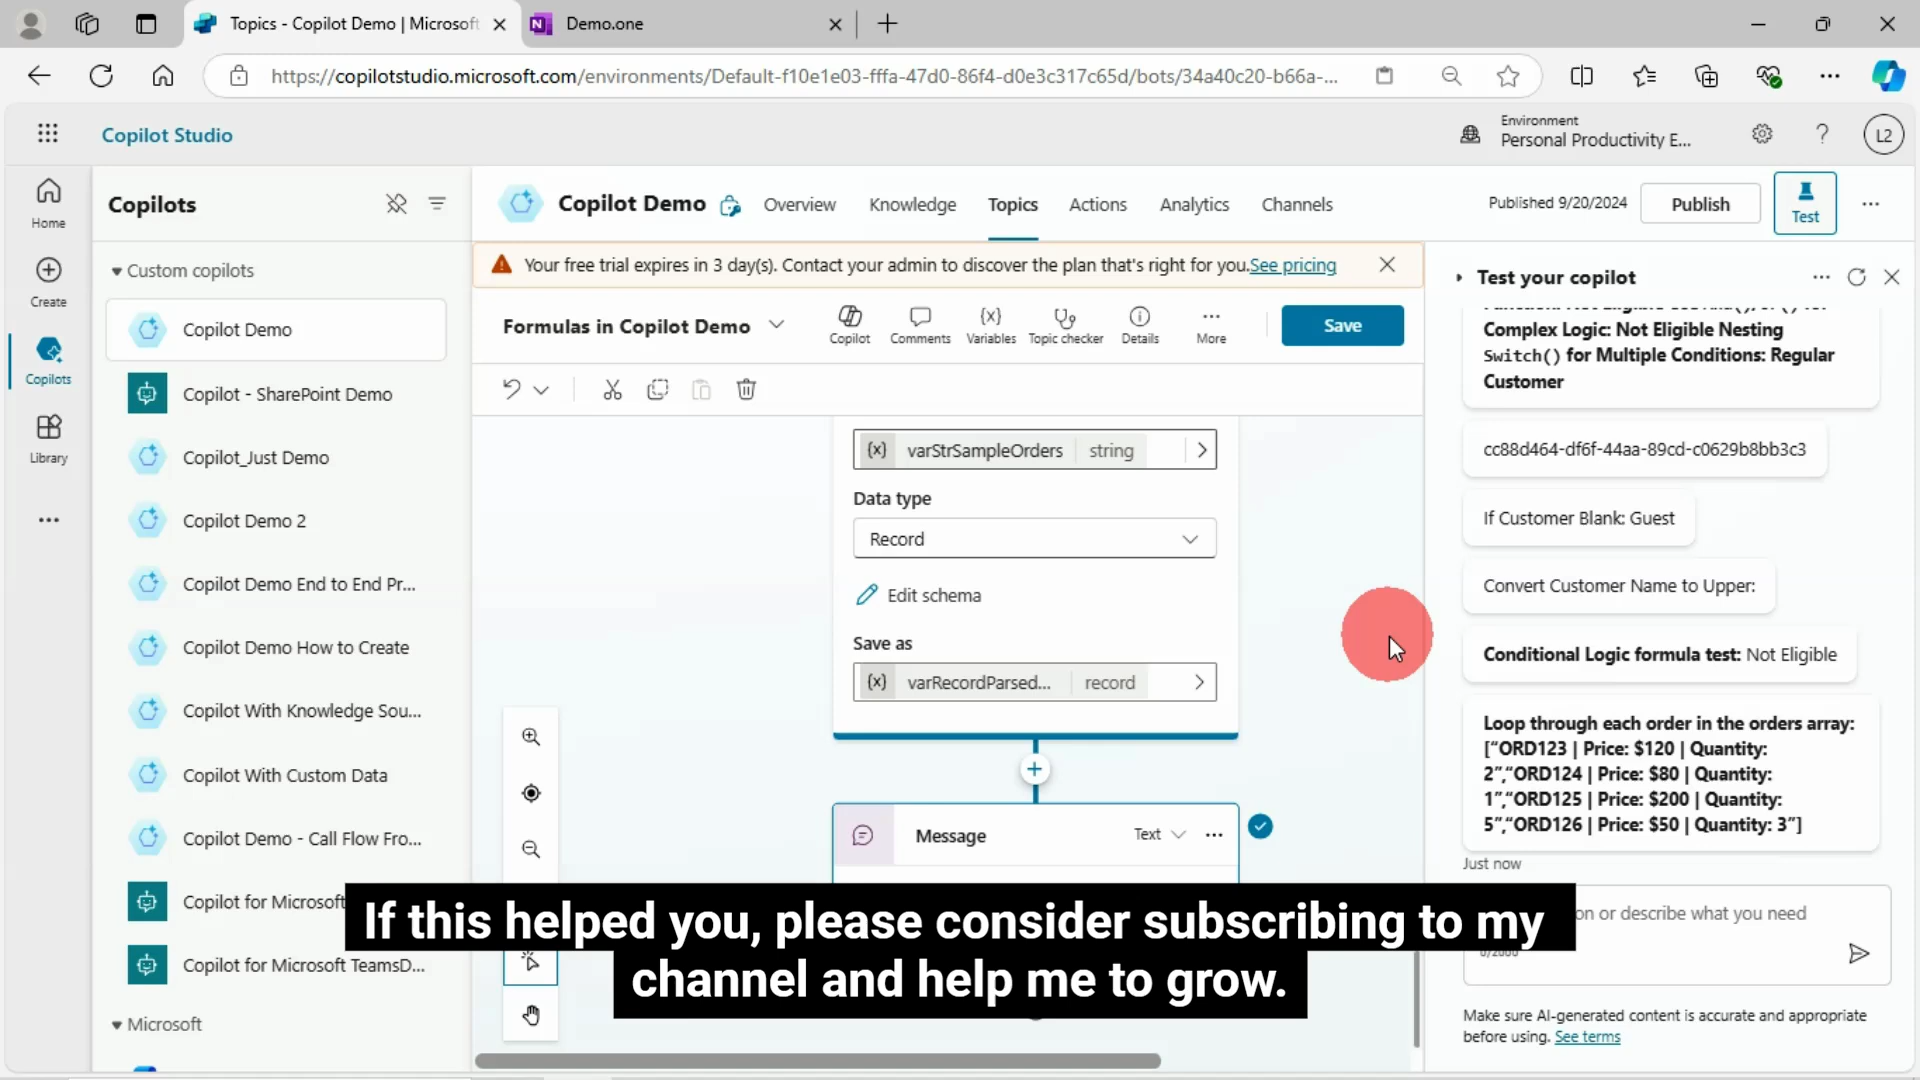 Topics - Copilot Demo | Microsoft
Demo.one
https://copilotstudio.microsoft.com/environments/Default-f10e1e03-fffa-47d0-86f4-d0e3c317c65d/bots/34a40c20-b66a-...
Copilot Studio
Environment
Personal Productivity E...
L2
Home
Create
Copilots
Library
Copilots
Custom copilots
Copilot Demo
Copilot - SharePoint Demo
Copilot_Just Demo
Copilot Demo 2
Copilot Demo End to End Pr...
Copilot Demo How to Create
Copilot With Knowledge Sou...
Copilot With Custom Data
Copilot Demo - Call Flow Fro...
Copilot for Microsoft
Copilot for Microsoft TeamsD...
Microsoft
Copilot Demo
Overview
Knowledge
Topics
Actions
Analytics
Channels
Published 9/20/2024
Publish
Test
Your free trial expires in 3 day(s). Contact your admin to discover the plan that's right for you.See pricing
Formulas in Copilot Demo
Copilot
Comments
{x}
Variables
Topic checker
Details
More
Save
{x} varStrSampleOrders string
Data type
Record
Edit schema
Save as
{x} varRecordParsed... record
Message
Text
Test your copilot
Complex Logic: Not Eligible Nesting
Switch() for Multiple Conditions: Regular
Customer
cc88d464-df6f-44aa-89cd-c0629b8bb3c3
If Customer Blank: Guest
Convert Customer Name to Upper:
Conditional Logic formula test: Not Eligible
Loop through each order in the orders array:
[“ORD123 | Price: $120 | Quantity:
2”,“ORD124 | Price: $80 | Quantity:
1”,“ORD125 | Price: $200 | Quantity:
5”,“ORD126 | Price: $50 | Quantity: 3”]
Just now
on or describe what you need
Make sure AI-generated content is accurate and appropriate
before using. See terms
If this helped you, please consider subscribing to my
channel and help me to grow.